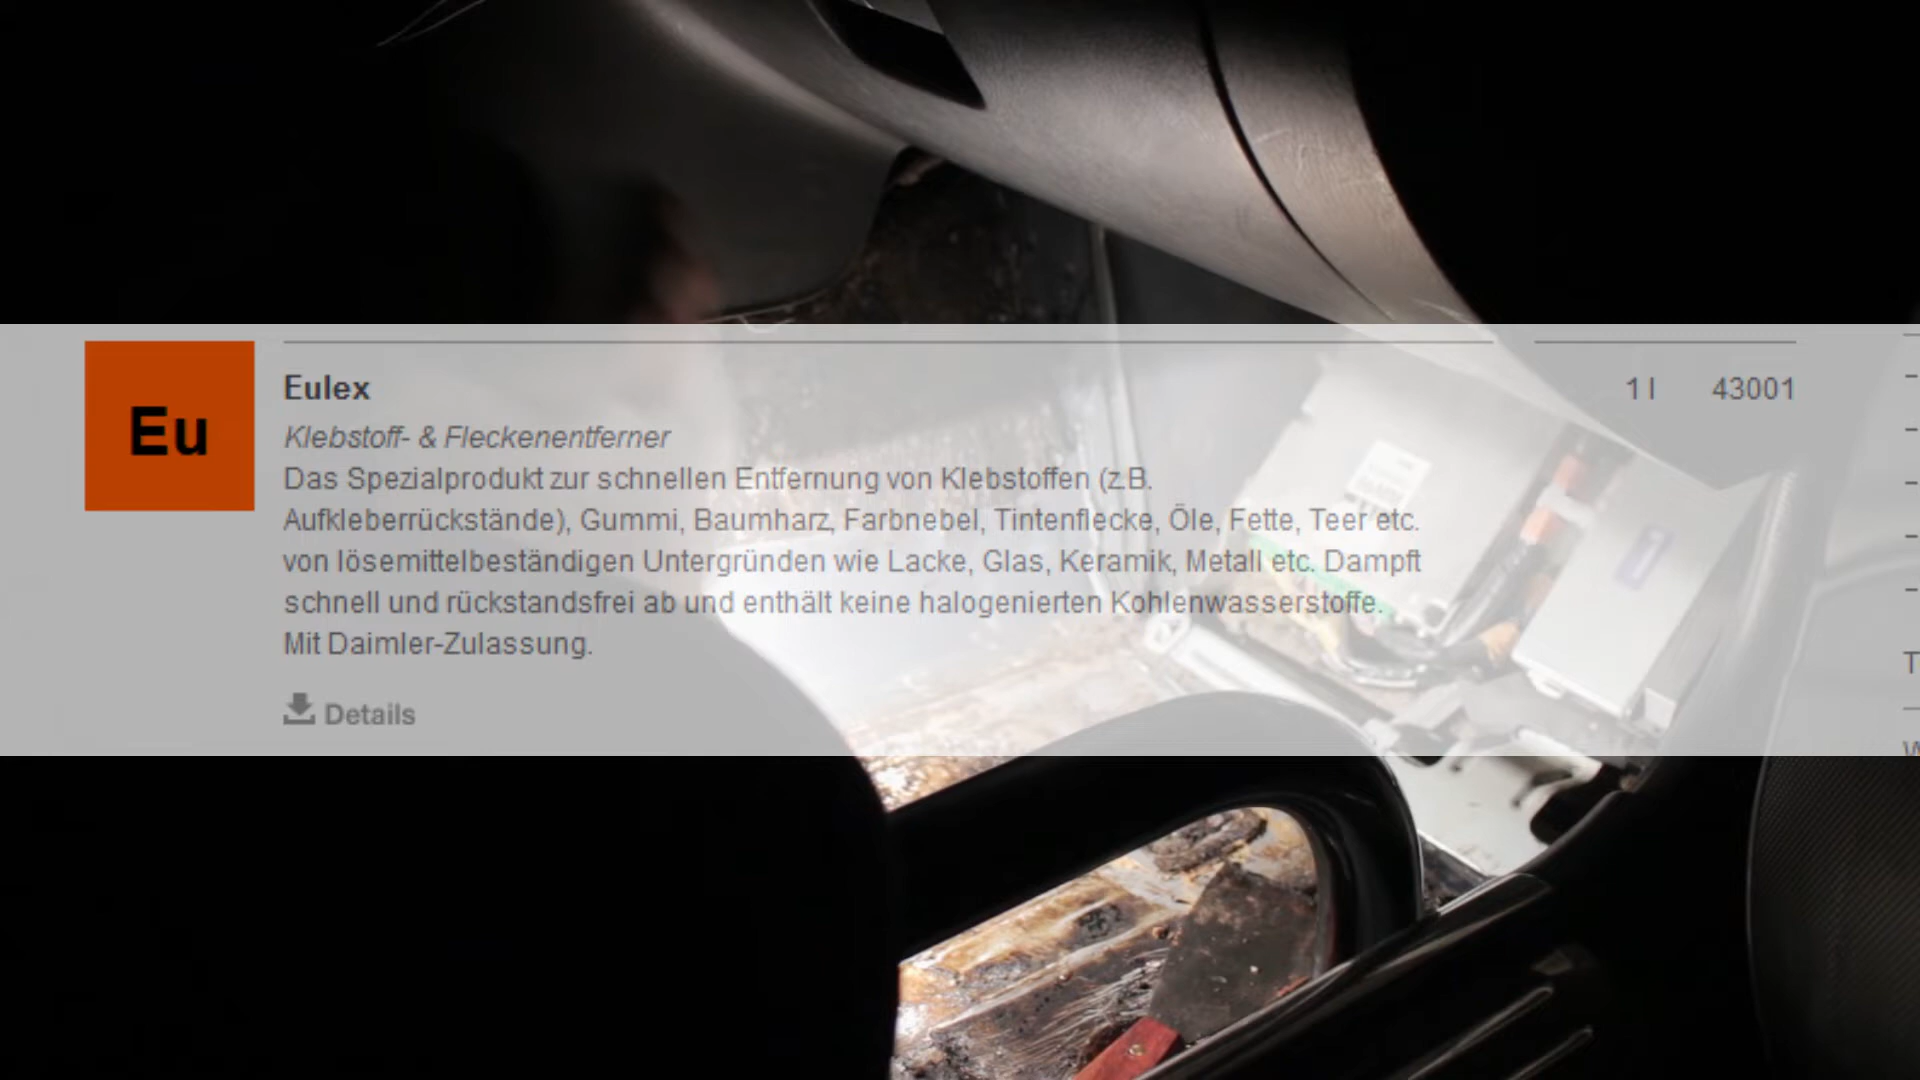 Eu
Eulex
1 l 43001
Klebstoff- & Fleckenentferner
Das Spezialprodukt zur schnellen Entfernung von Klebstoffen (z.B.
Aufkleberrückstände), Gummi, Baumharz, Farbnebel, Tintenflecke, Öle, Fette, Teer etc.
von lösemittelbeständigen Untergründen wie Lacke, Glas, Keramik, Metall etc. Dampft
schnell und rückstandsfrei ab und enthält keine halogenierten Kohlenwasserstoffe.
Mit Daimler-Zulassung.
Details